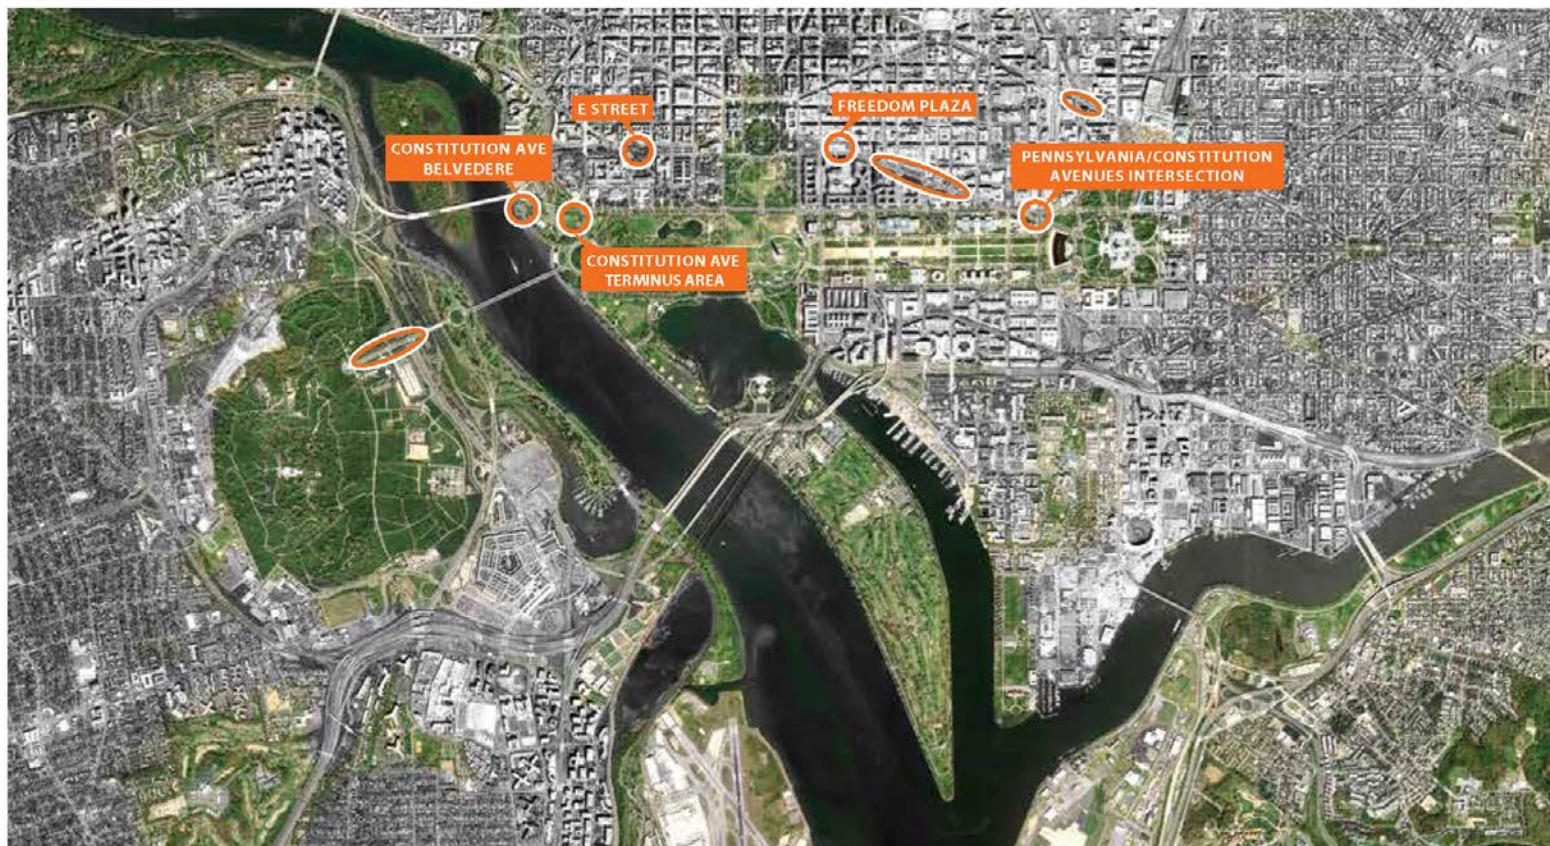 E STREET
FREEDOM PLAZA
CONSTITUTION AVE
BELVEDERE
PENNSYLVANIA/CONSTITUTION
AVENUES INTERSECTION
CONSTITUTION AVE
TERMINUS AREA